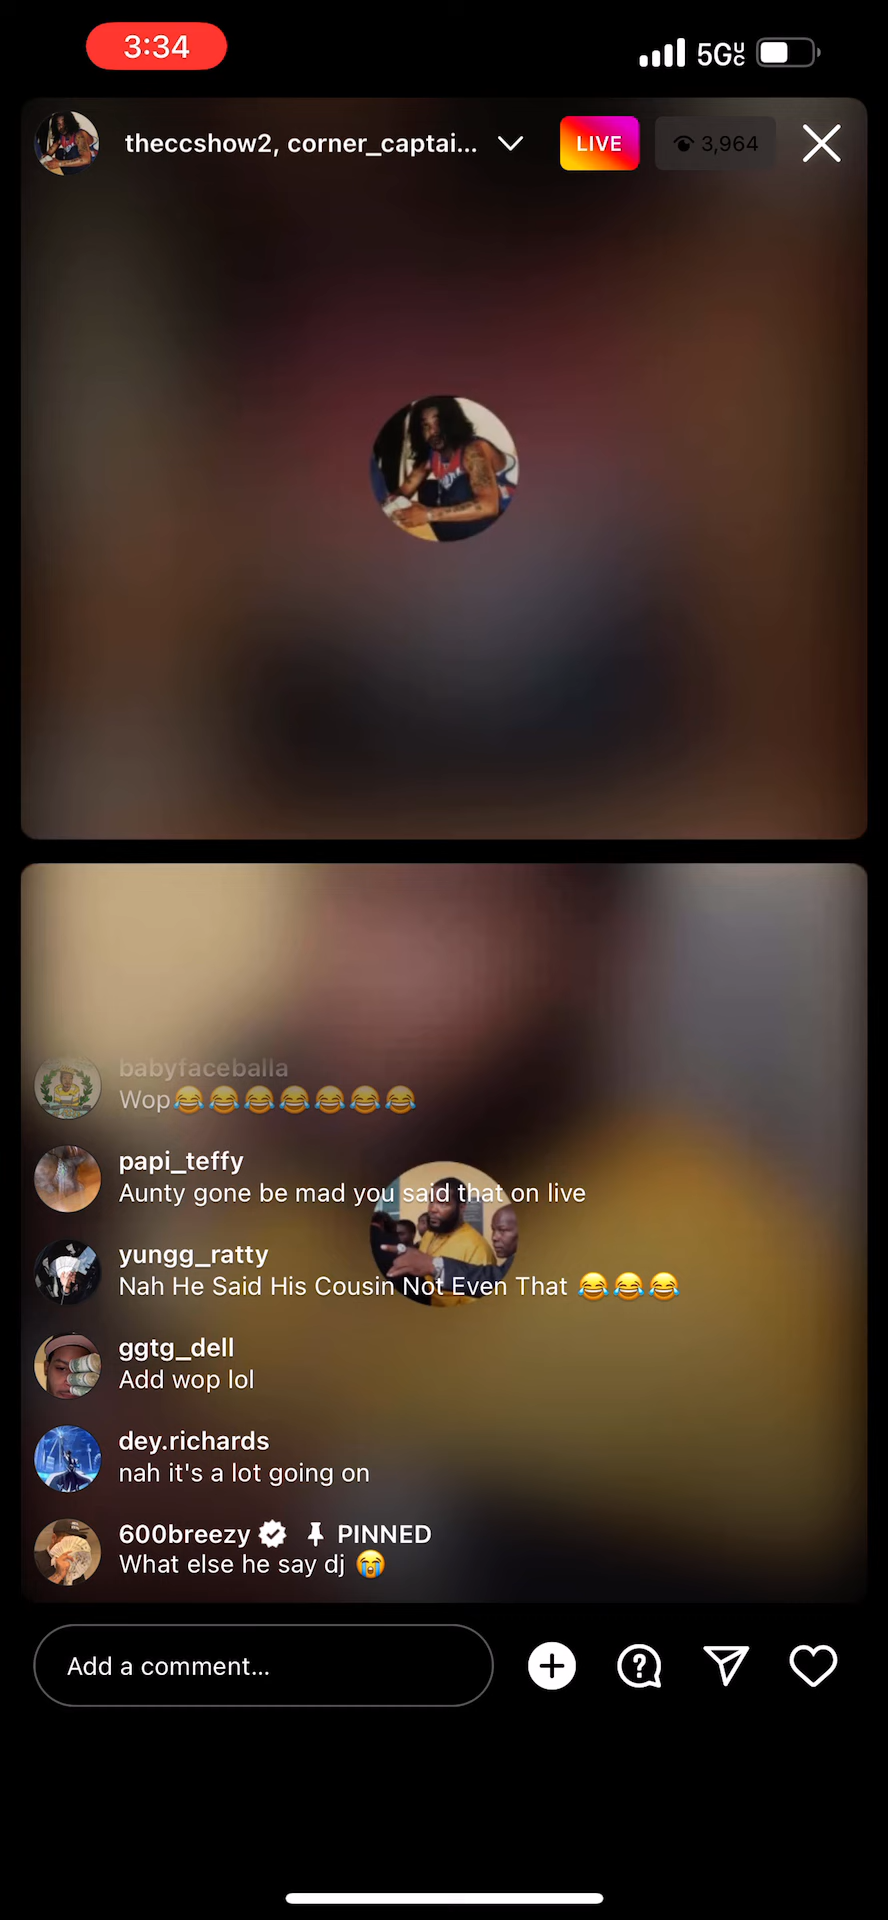 3:34
5GUC
theccshow2, corner_captai...
LIVE
3,964
babyfaceballa
Wop😂😂😂😂😂😂😂
papi_teffy
Aunty gone be mad you said that on live
yungg_ratty
Nah He Said His Cousin Not Even That 😂😂😂
ggtg_dell
Add wop lol
dey.richards
nah it's a lot going on
600breezy PINNED
What else he say dj 😭
Add a comment...